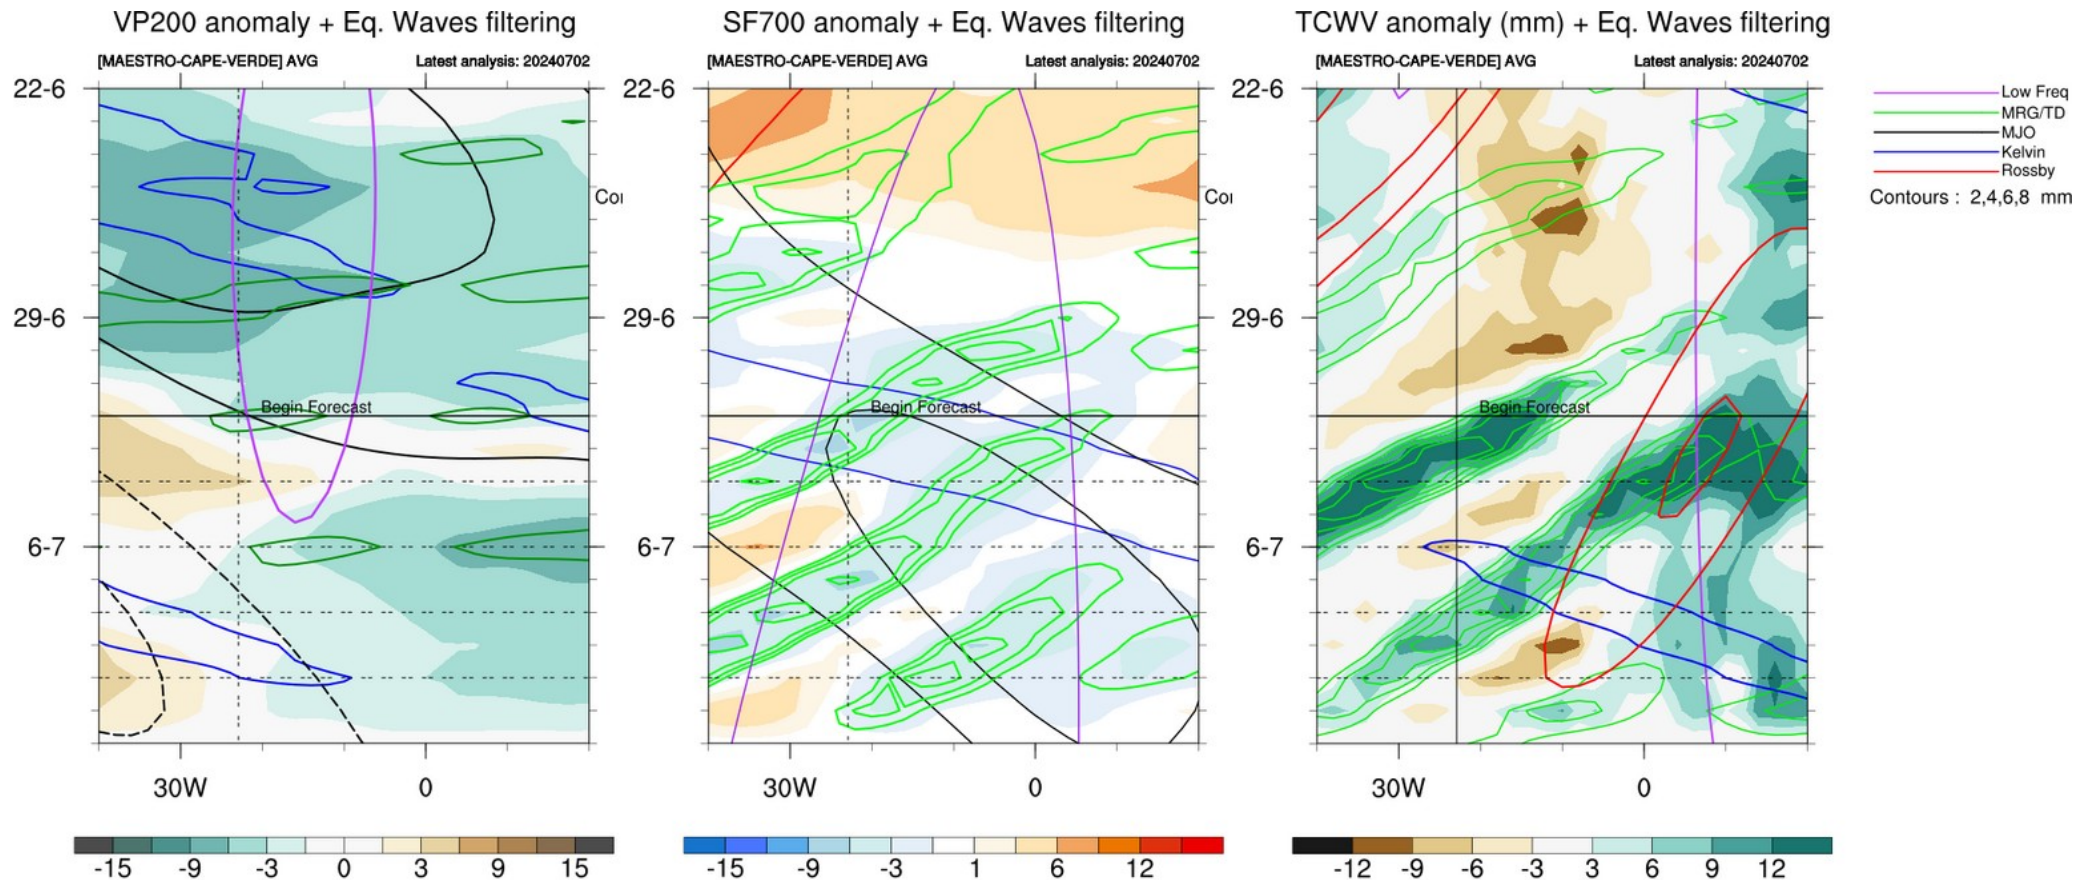 VP200 anomaly + Eq. Waves filtering
[MAESTRO-CAPE-VERDE] AVG
Latest analysis: 20240702
22-6
29-6
6-7
Begin Forecast
30W
0
-15
-9
-3
0
3
9
15
Coı
SF700 anomaly + Eq. Waves filtering
[MAESTRO-CAPE-VERDE] AVG
Latest analysis: 20240702
22-6
29-6
6-7
Begin Forecast
30W
0
-15
-9
-3
1
6
12
Coı
TCWV anomaly (mm) + Eq. Waves filtering
[MAESTRO-CAPE-VERDE] AVG
Latest analysis: 20240702
22-6
29-6
6-7
Begin Forecast
30W
0
-12
-9
-6
-3
3
6
9
12
Low Freq
MRG/TD
MJO
Kelvin
Rossby
Contours : 2,4,6,8 mm